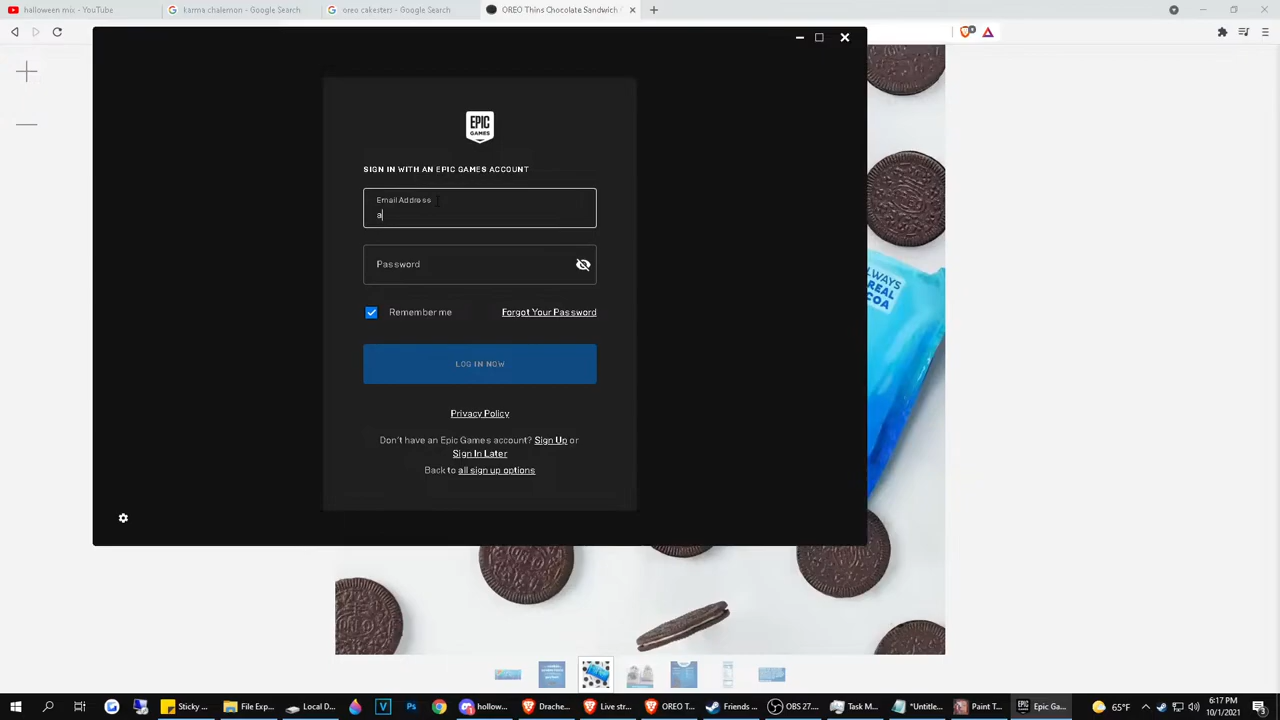 halloween mix - YouTube
karma chalemon - Google Search
oreo cakesters - Google Search
OREO Thins Chocolate Sandwich
EPIC
GAMES
SIGN IN WITH AN EPIC GAMES ACCOUNT
Email Address
a
Password
Remember me
Forgot Your Password
LOG IN NOW
Privacy Policy
Don't have an Epic Games account? Sign Up or
Sign In Later
Back to all sign up options
ALWAYS
REAL
COA
OREO
Sticky ...
File Exp...
Local D...
Ps
hollow...
Drache...
Live str...
OREO T...
Friends ...
OBS 27....
Task M...
*Untitle...
Paint T...
Epic Ga...
65°F
6:17 PM
10/1/2021